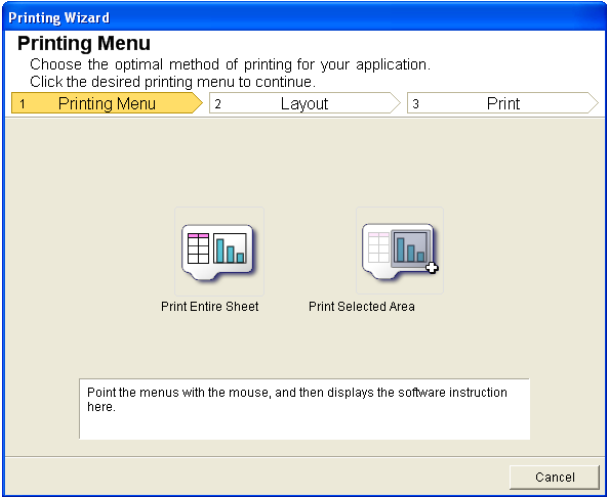 Printing Wizard
Printing Menu
Choose the optimal method of printing for your application.
Click the desired printing menu to continue.
1 Printing Menu 2 Layout 3 Print
Print Entire Sheet Print Selected Area
Point the menus with the mouse, and then displays the software instruction
here.
Cancel